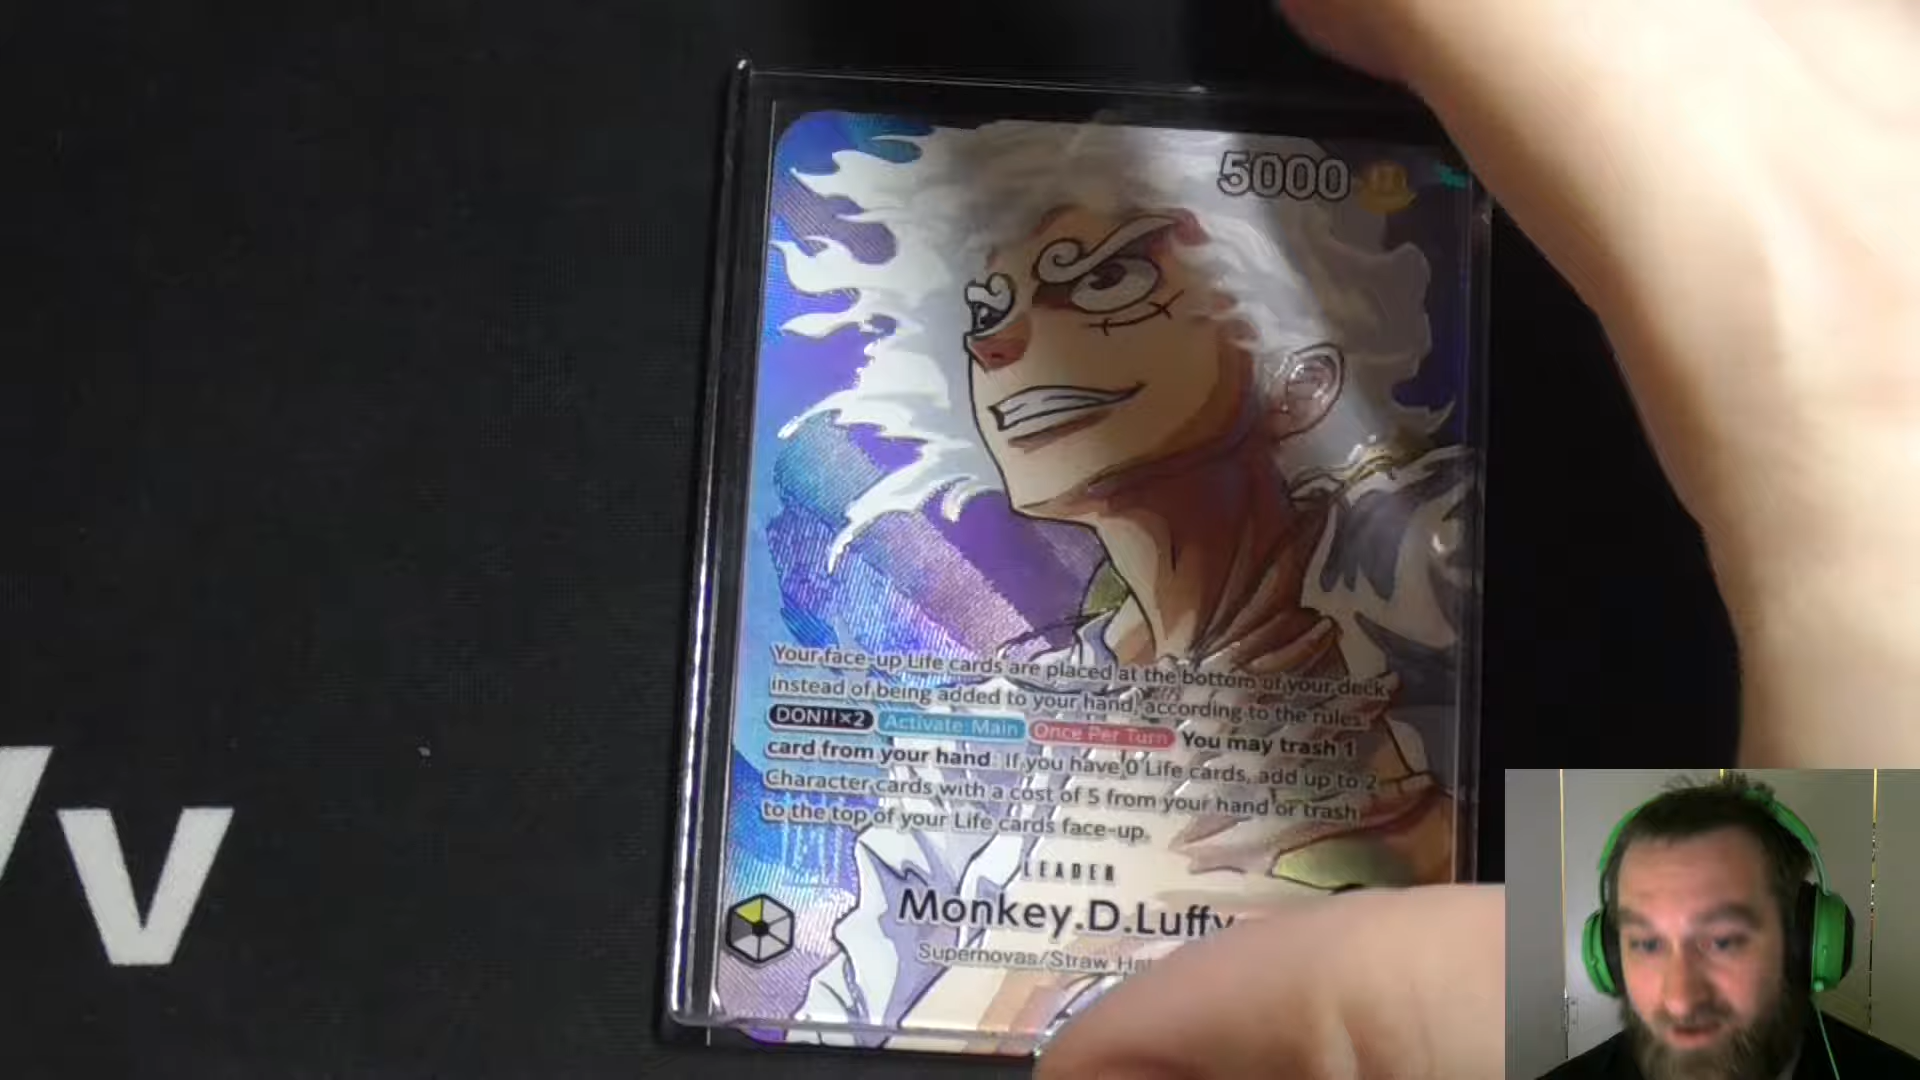 5000
Your face-up Life cards are placed at the bottom of your deck
instead of being added to your hand, according to the rules.
DON!!×2 Activate: Main Once Per Turn You may trash 1
card from your hand: If you have 0 Life cards, add up to 2
Character cards with a cost of 5 from your hand or trash
to the top of your Life cards face-up.
LEADER
Monkey.D.Luffy
Supernovas/Straw
v